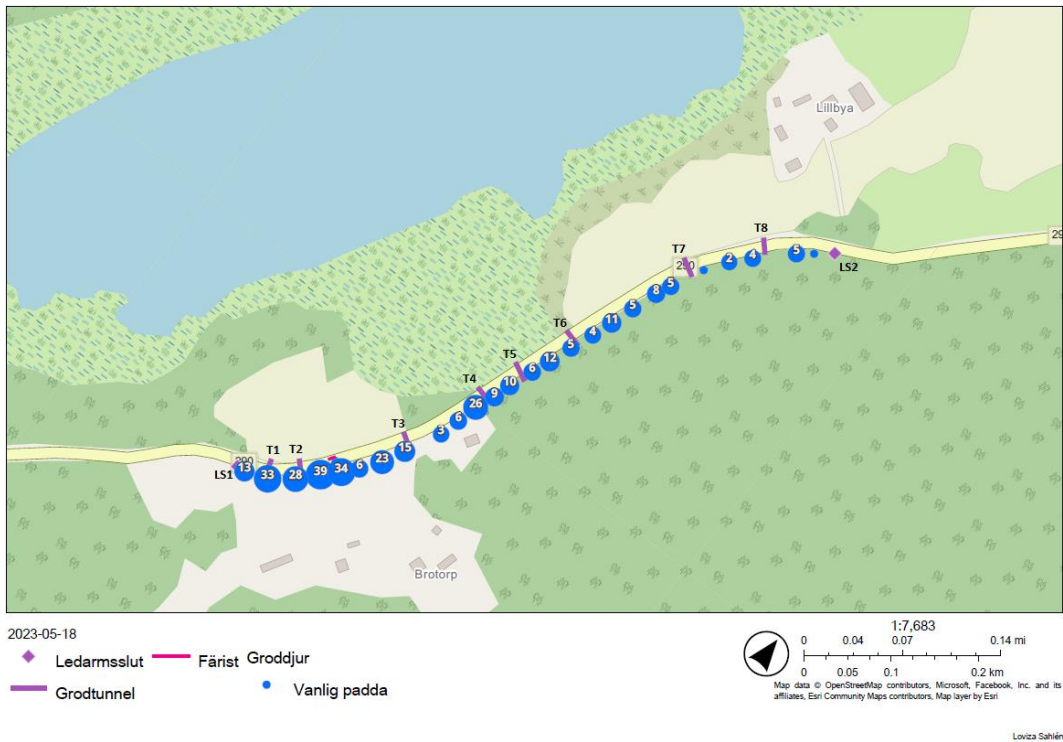 Lillbya
T8
5
4
2
LS2
T7
290
5
8
5
11
4
T6
5
12
T5
6
10
T4
9
26
6
3
T3
15
23
6
34
39
T2
28
T1
33
13
LS1
Brotorp
2023-05-18
Ledarmsslut
Färist
Groddjur
Grodtunnel
Vanlig padda
1:7,683
0 0.04 0.07 0.14 mi
0 0.05 0.1 0.2 km
Map data © OpenStreetMap contributors, Microsoft, Facebook, Inc. and its
affiliates, Esri Community Maps contributors, Map layer by Esri
Loviza Sahlén